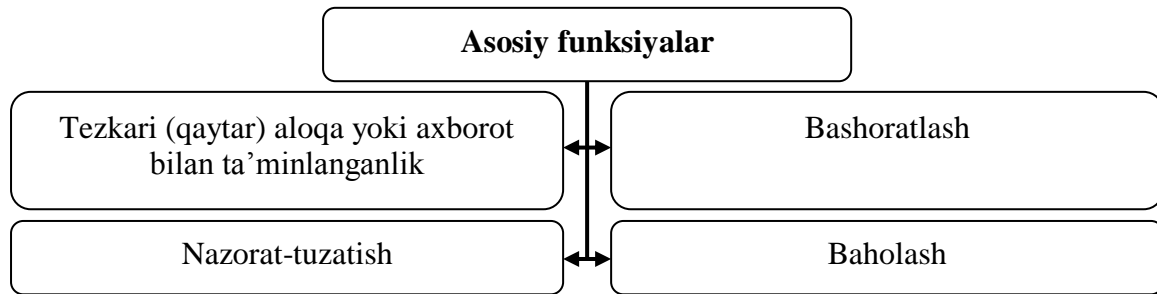 Asosiy funksiyalar
Tezkari (qaytar) aloqa yoki axborot
bilan ta’minlanganlik
Bashoratlash
Nazorat-tuzatish
Baholash